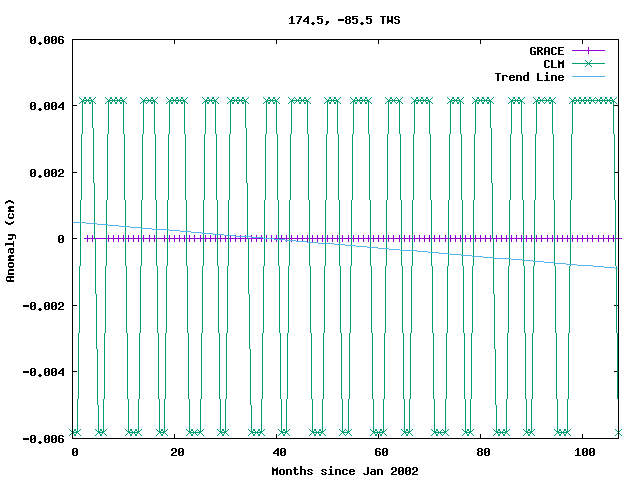 174.5, -85.5 TWS
GRACE
CLM
Trend Line
0.006
0.004
0.002
0
-0.002
-0.004
-0.006
Anomaly (cm)
0 20 40 60 80 100
Months since Jan 2002